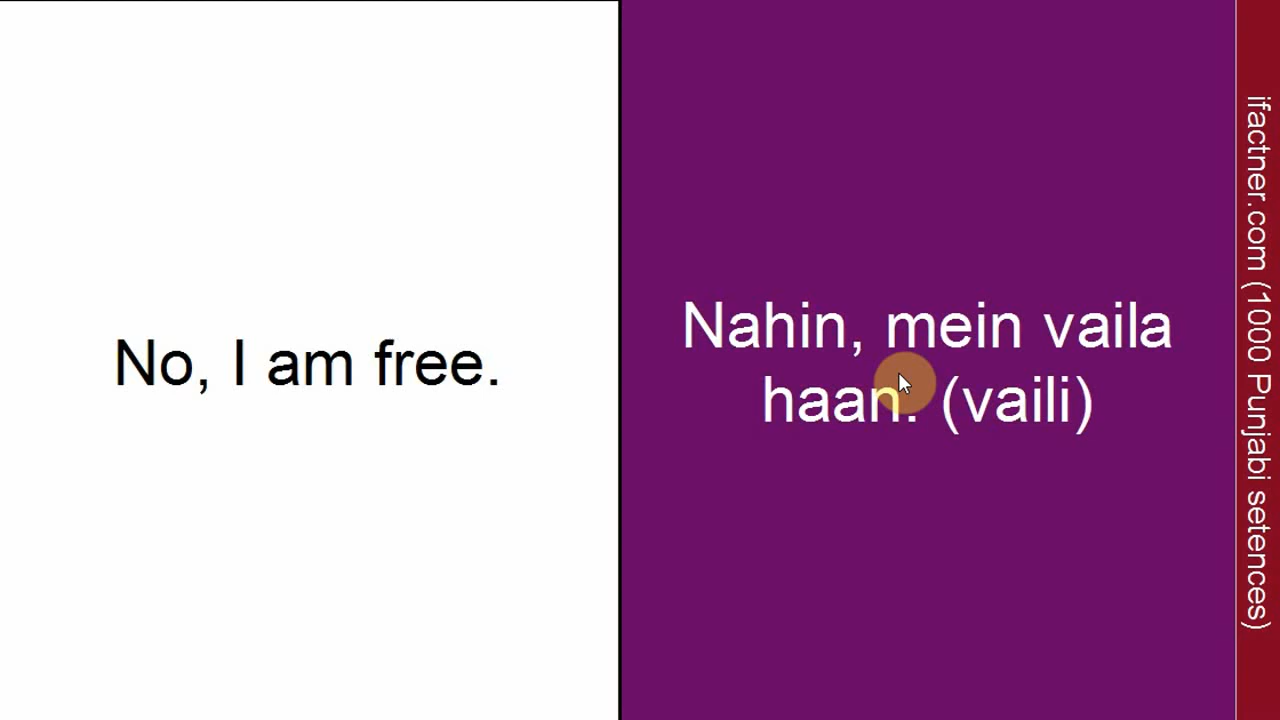 No, I am free.
Nahin, mein vaila
haan. (vaili)
ifactner.com (1000 Punjabi setences)